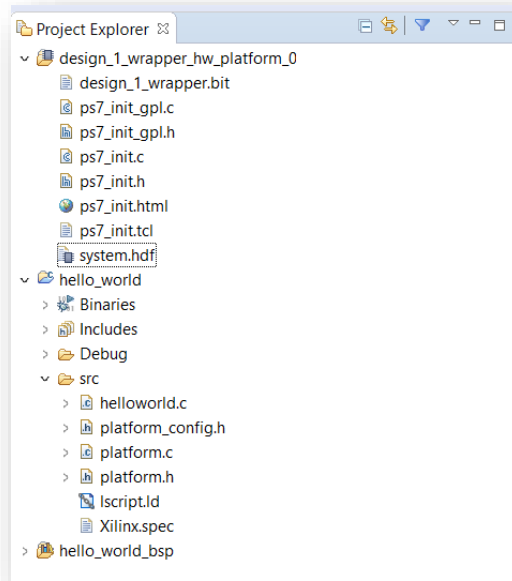 Project Explorer
design_1_wrapper_hw_platform_0
design_1_wrapper.bit
ps7_init_gpl.c
ps7_init_gpl.h
ps7_init.c
ps7_init.h
ps7_init.html
ps7_init.tcl
system.hdf
hello_world
Binaries
Includes
Debug
src
helloworld.c
platform_config.h
platform.c
platform.h
lscript.ld
Xilinx.spec
hello_world_bsp